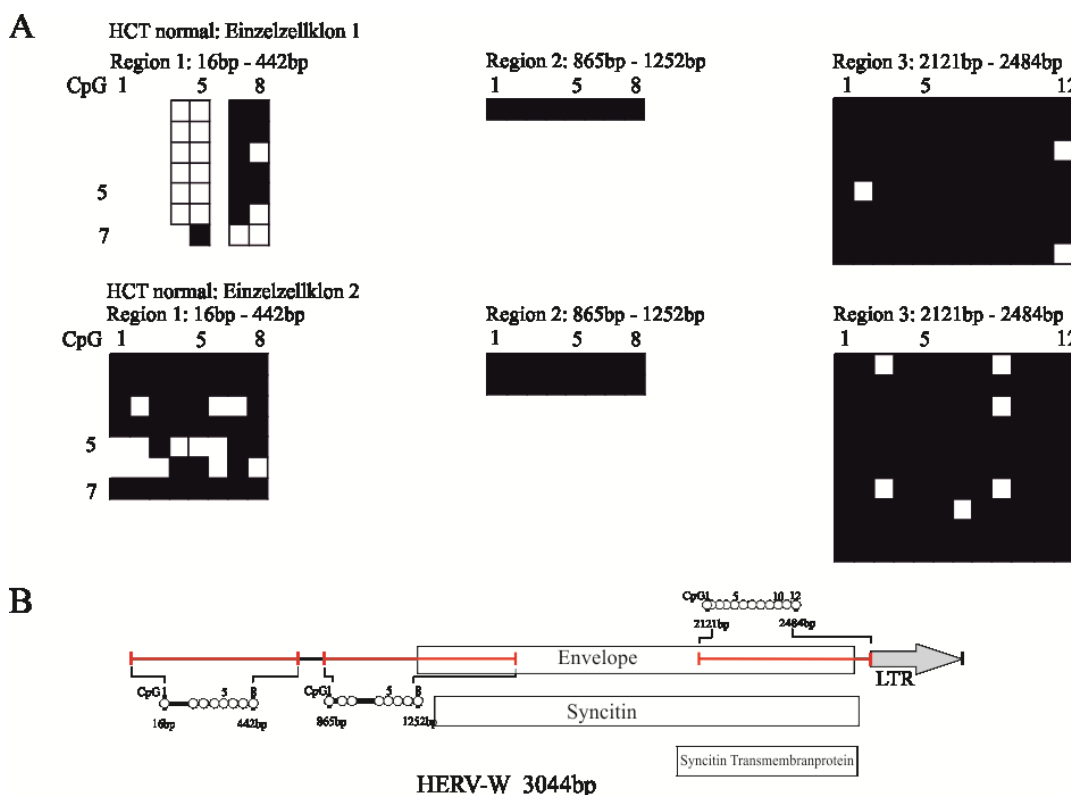 A
HCT normal: Einzelzellklon 1
Region 1: 16bp - 442bp
Region 2: 865bp - 1252bp
Region 3: 2121bp - 2484bp
CpG 1 5 8
1 5 8
1 5 12
5
7
HCT normal: Einzelzellklon 2
Region 1: 16bp - 442bp
Region 2: 865bp - 1252bp
Region 3: 2121bp - 2484bp
CpG 1 5 8
1 5 8
1 5 12
5
7
B
CpG1 5 10 12
2121bp 2484bp
Envelope
LTR
CpG1 5 8
16bp 442bp
CpG1 5 8
865bp 1252bp
Syncitin
Syncitin Transmembranprotein
HERV-W 3044bp